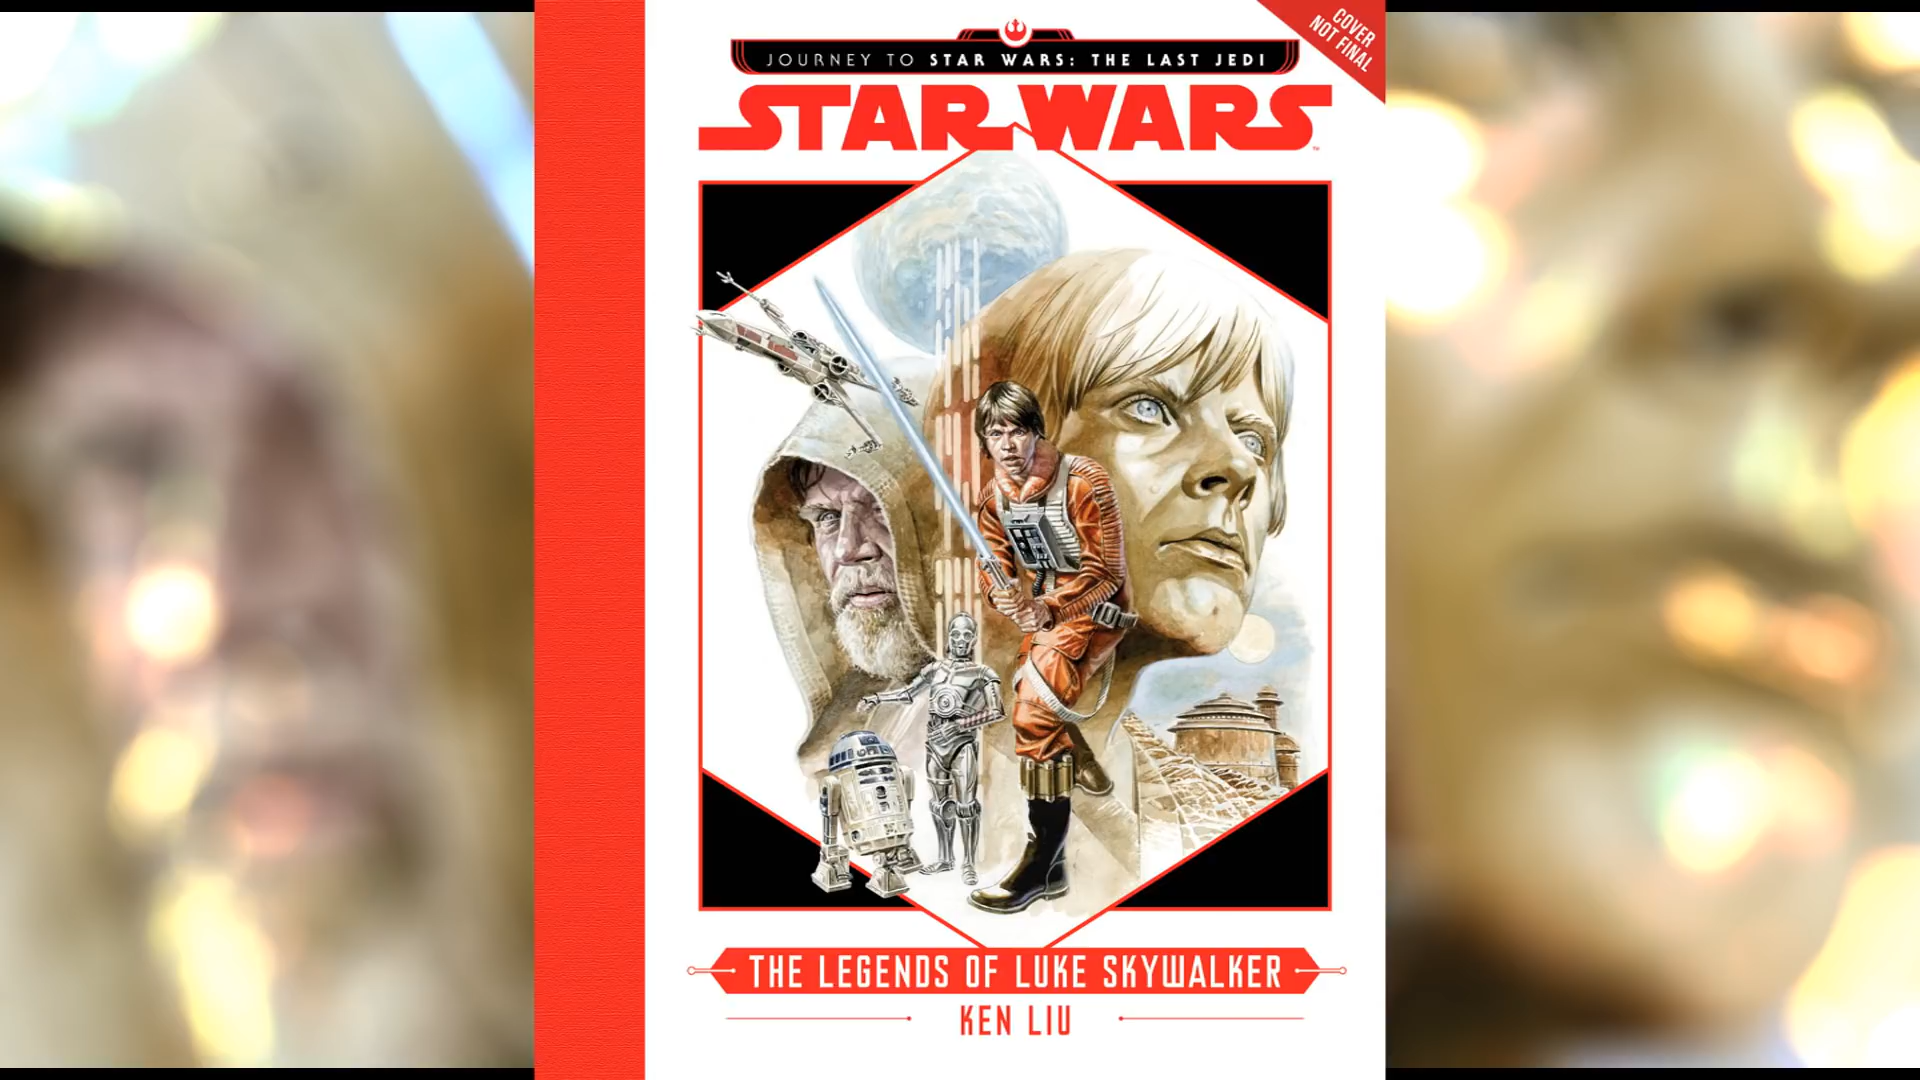 COVER
NOT FINAL
JOURNEY TO STAR WARS: THE LAST JEDI
STAR WARS
™
THE LEGENDS OF LUKE SKYWALKER
KEN LIU